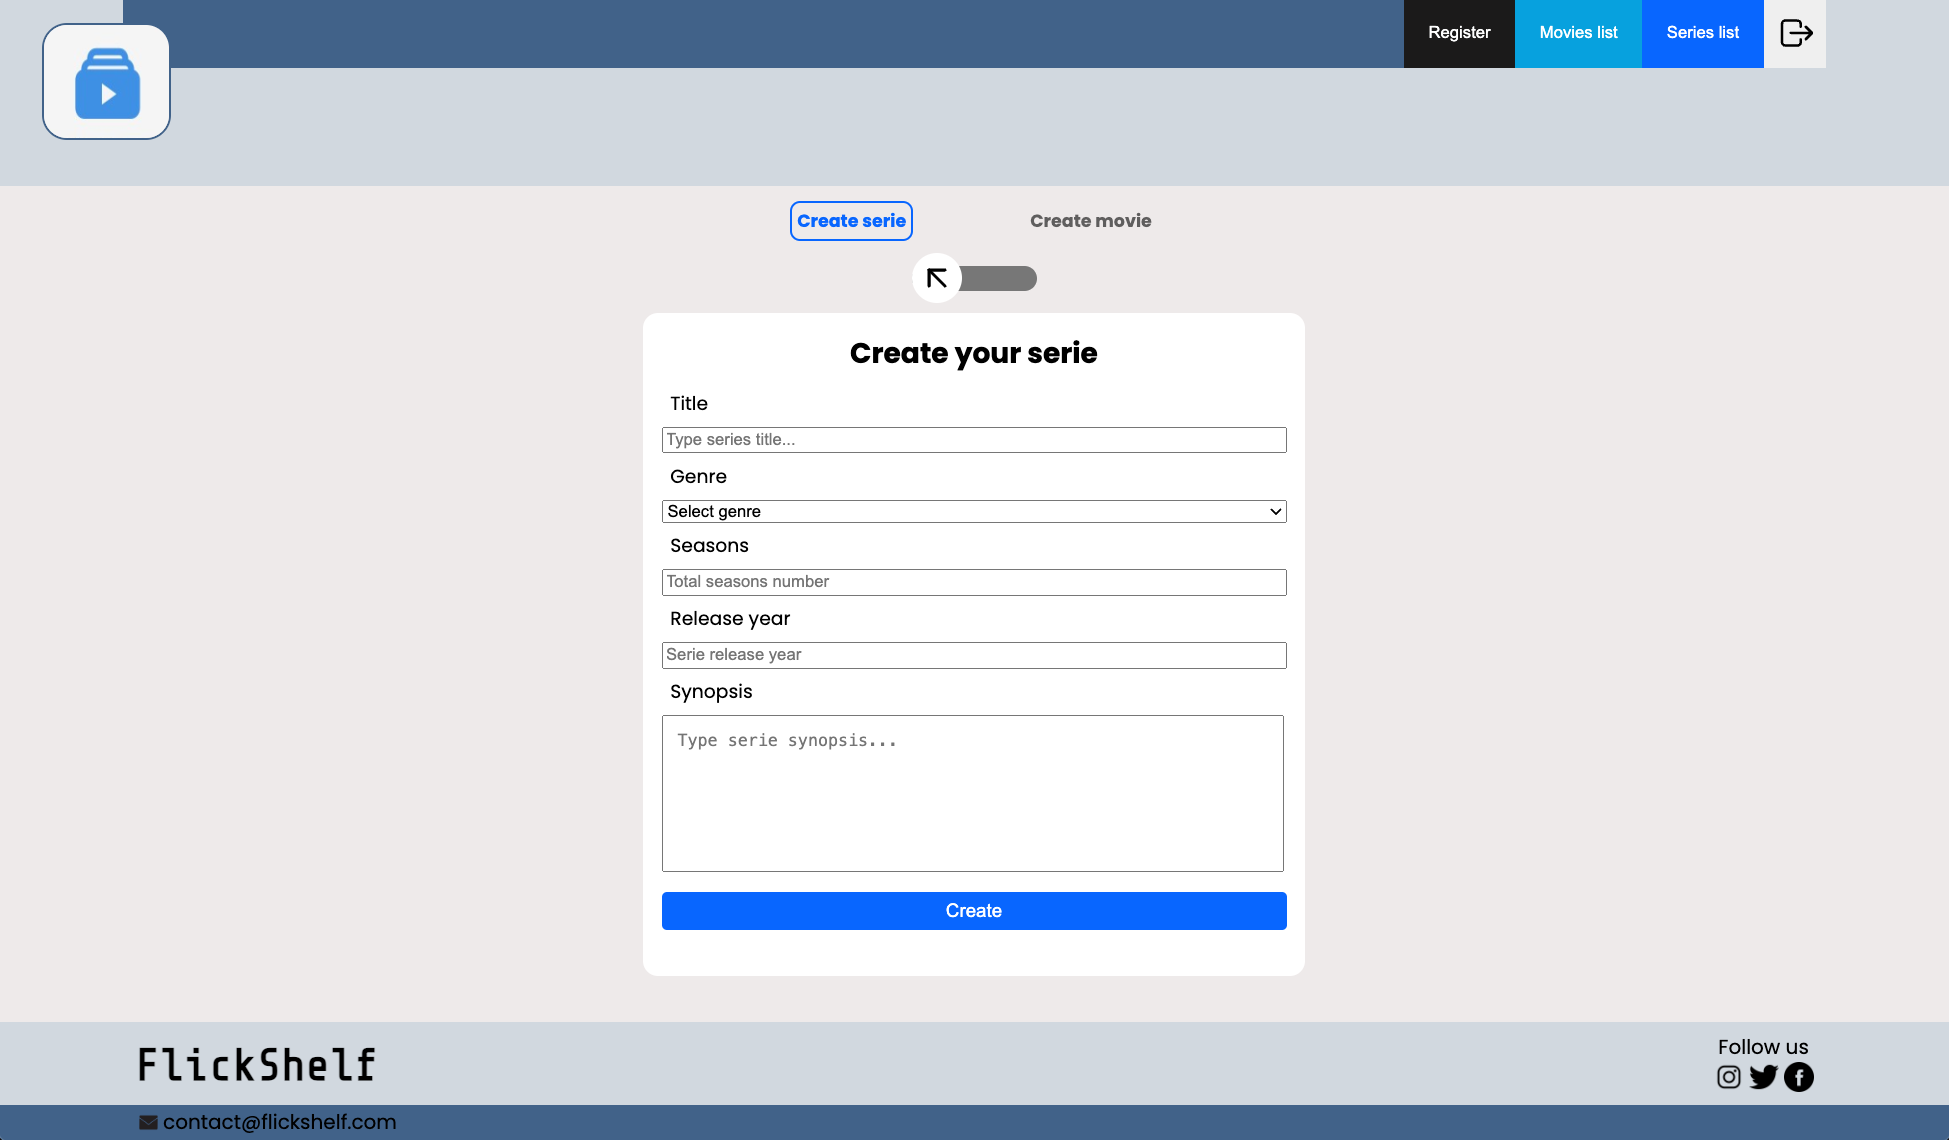 Register
Movies list
Series list
Create serie
Create movie
Create your serie
Title
Type series title...
Genre
Select genre
Seasons
Total seasons number
Release year
Serie release year
Synopsis
Type serie synopsis...
Create
FlickShelf
Follow us
contact@flickshelf.com